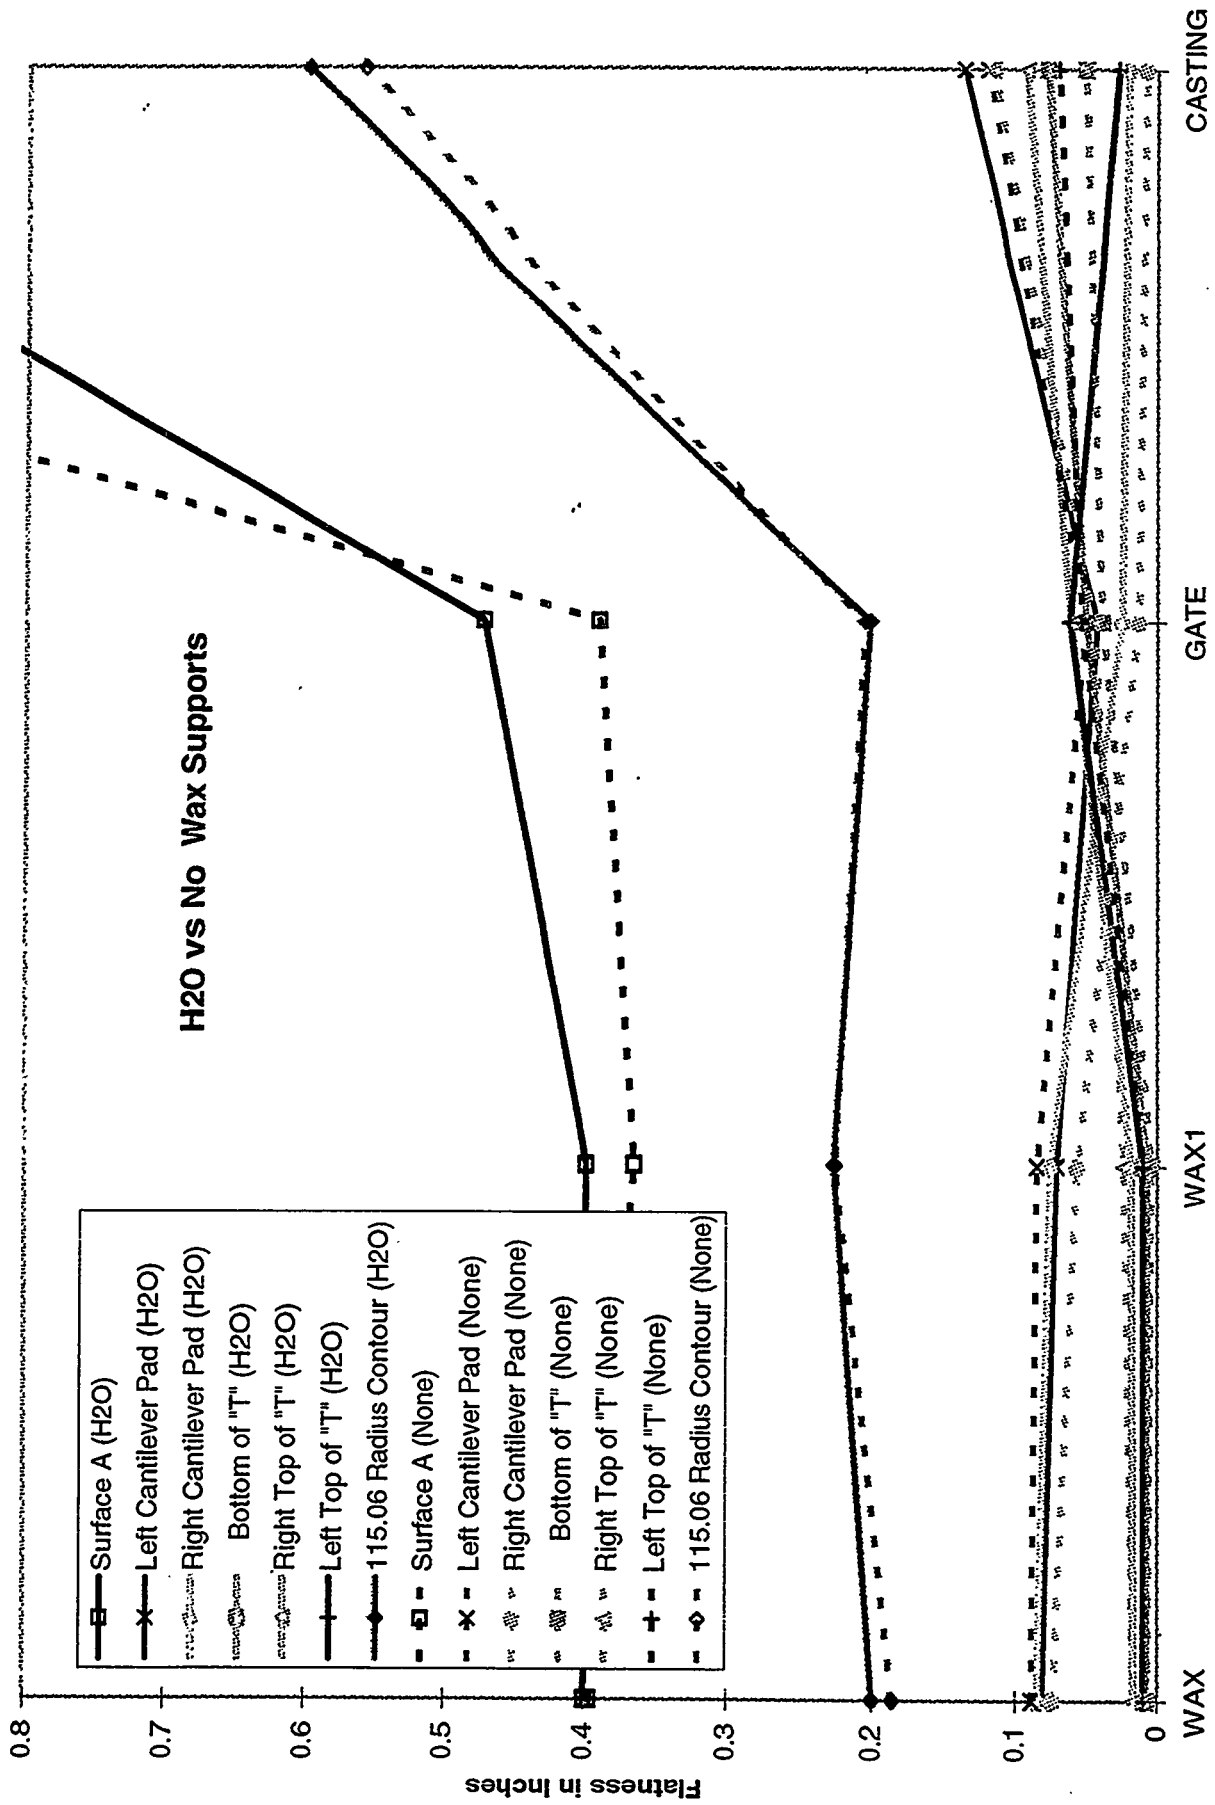 H2O vs No Wax Supports
Surface A (H2O)
Left Cantilever Pad (H2O)
Right Cantilever Pad (H2O)
Bottom of "T" (H2O)
Right Top of "T" (H2O)
Left Top of "T" (H2O)
115.06 Radius Contour (H2O)
Surface A (None)
Left Cantilever Pad (None)
Right Cantilever Pad (None)
Bottom of "T" (None)
Right Top of "T" (None)
Left Top of "T" (None)
115.06 Radius Contour (None)
Flatness in Inches
0.8
0.7
0.6
0.5
0.4
0.3
0.2
0.1
0
WAX
WAX1
GATE
CASTING